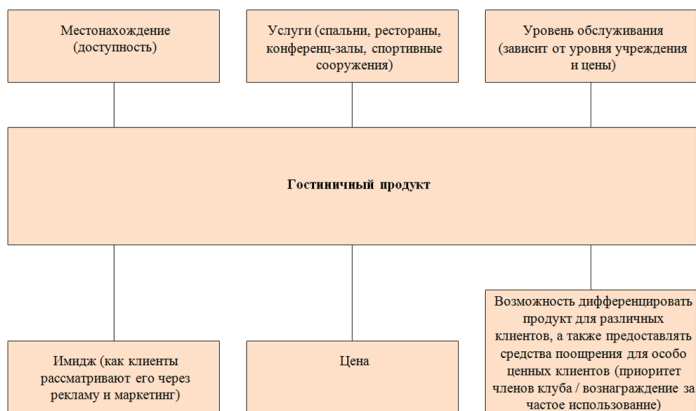 Местонахождение
(доступность)
Услуги (спальни, рестораны,
конференц-залы, спортивные
сооружения)
Уровень обслуживания
(зависит от уровня учреждения
и цены)
Гостиничный продукт
Имидж (как клиенты
рассматривают его через
рекламу и маркетинг)
Цена
Возможность дифференцировать
продукт для различных
клиентов, а также предоставлять
средства поощрения для особо
ценных клиентов (приоритет
членов клуба / вознаграждение за
частое использование)